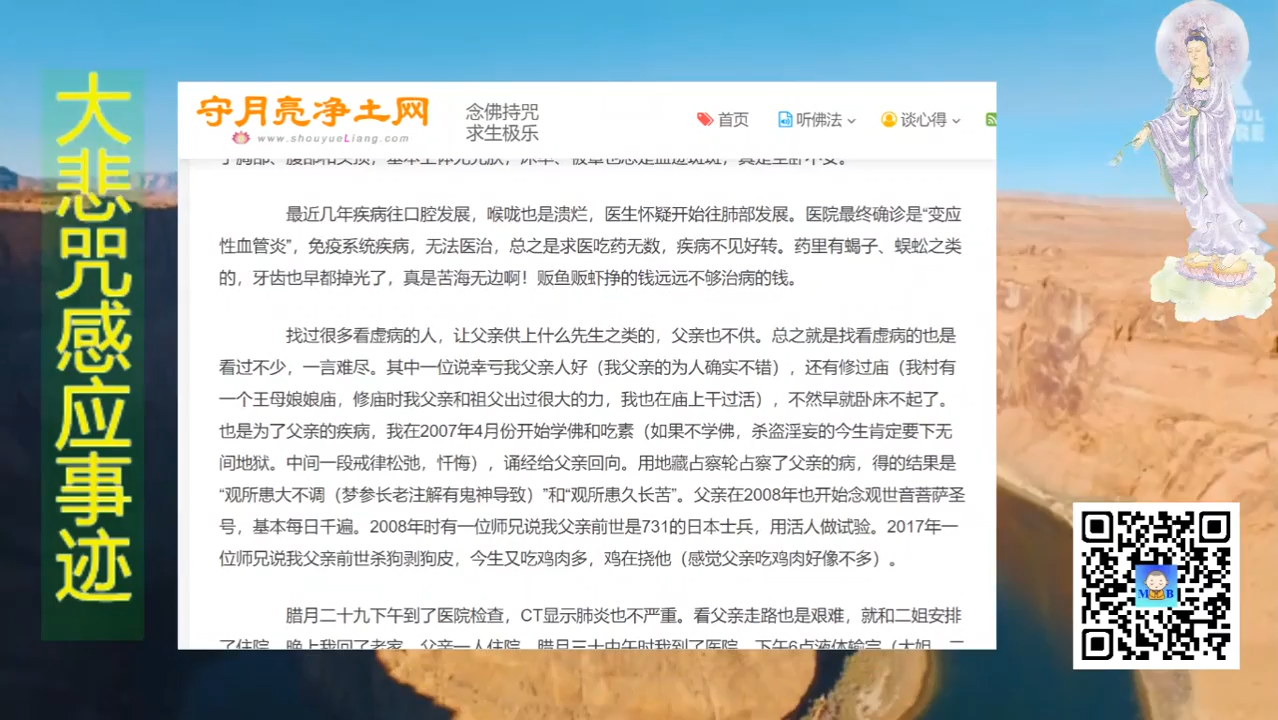 大悲咒感应事迹
守月亮净土网
www.shouyueLiang.com
念佛持咒
求生极乐
首页
听佛法
谈心得
最近几年疾病往口腔发展，喉咙也是溃烂，医生怀疑开始往肺部发展。医院最终确诊是“变应
性血管炎”，免疫系统疾病，无法医治，总之是求医吃药无数，疾病不见好转。药里有蝎子、蜈蚣之类
的，牙齿也早都掉光了，真是苦海无边啊！贩鱼贩虾挣的钱远远不够治病的钱。
找过很多看虚病的人，让父亲供上什么先生之类的，父亲也不供。总之就是找看虚病的也是
看过不少，一言难尽。其中一位说幸亏我父亲人好（我父亲的为人确实不错），还有修过庙（我村有
一个王母娘娘庙，修庙时我父亲和祖父出过很大的力，我也在庙上干过活），不然早就卧床不起了。
也是为了父亲的疾病，我在2007年4月份开始学佛和吃素（如果不学佛，杀盗淫妄的今生肯定要下无
间地狱。中间一段戒律松弛，忏悔），诵经给父亲回向。用地藏占察轮占察了父亲的病，得的结果是
“观所患大不调（梦参长老注解有鬼神导致）”和“观所患久长苦”。父亲在2008年也开始念观世音菩萨圣
号，基本每日千遍。2008年时有一位师兄说我父亲前世是731的日本士兵，用活人做试验。2017年一
位师兄说我父亲前世杀狗剥狗皮，今生又吃鸡肉多，鸡在挠他（感觉父亲吃鸡肉好像不多）。
腊月二十九下午到了医院检查，CT显示肺炎也不严重。看父亲走路也是艰难，就和二姐安排
MTB